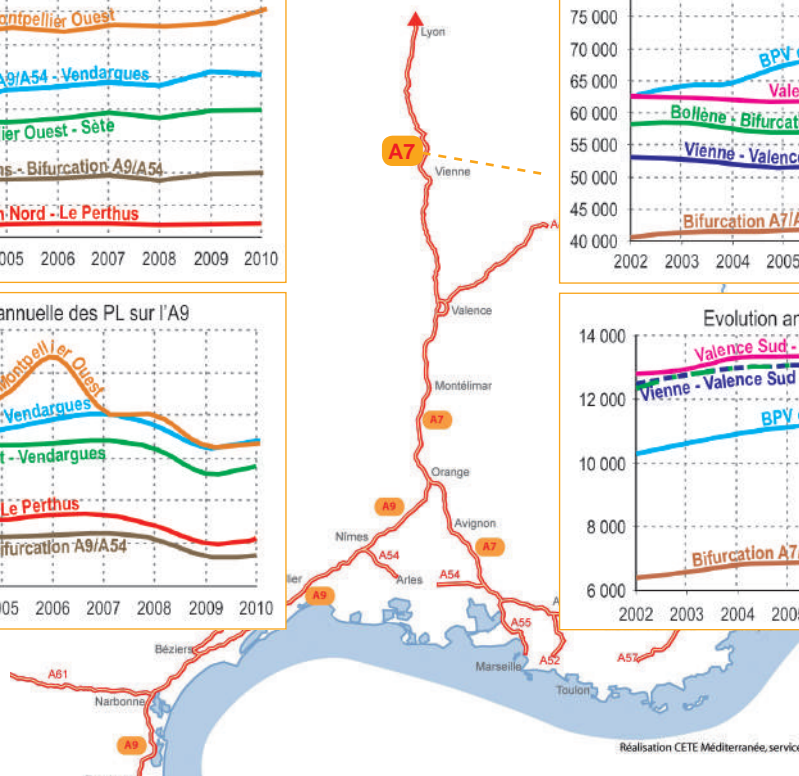 ontpellier Ouest
A9/A54 - Vendargues
ier Ouest - Sète
ns - Bifurcation A9/A54
n Nord - Le Perthus
005 2006 2007 2008 2009 2010
annuelle des PL sur l'A9
Montpellier Ouest
Vendargues
t - Vendargues
Le Perthus
ifurcation A9/A54
005 2006 2007 2008 2009 2010
Lyon
A7
Vienne
A
Valence
Montélimar
A7
Orange
A9
Avignon
Nîmes
A7
A54
Arles
A54
lier
A9
A
A55
Béziers
Marseille
A52
A57
A61
Toulon
Narbonne
A9
75 000
70 000
65 000
60 000
55 000
50 000
45 000
40 000
BPV
Vale
Bollène - Bifurcat
Vienne - Valenc
Bifurcation A7/A
2002 2003 2004 2005
Evolution an
14 000
12 000
10 000
8 000
6 000
Valence Sud -
Vienne - Valence Sud
BPV
Bifurcation A7/
2002 2003 2004 2005
Réalisation CETE Méditerranée, service